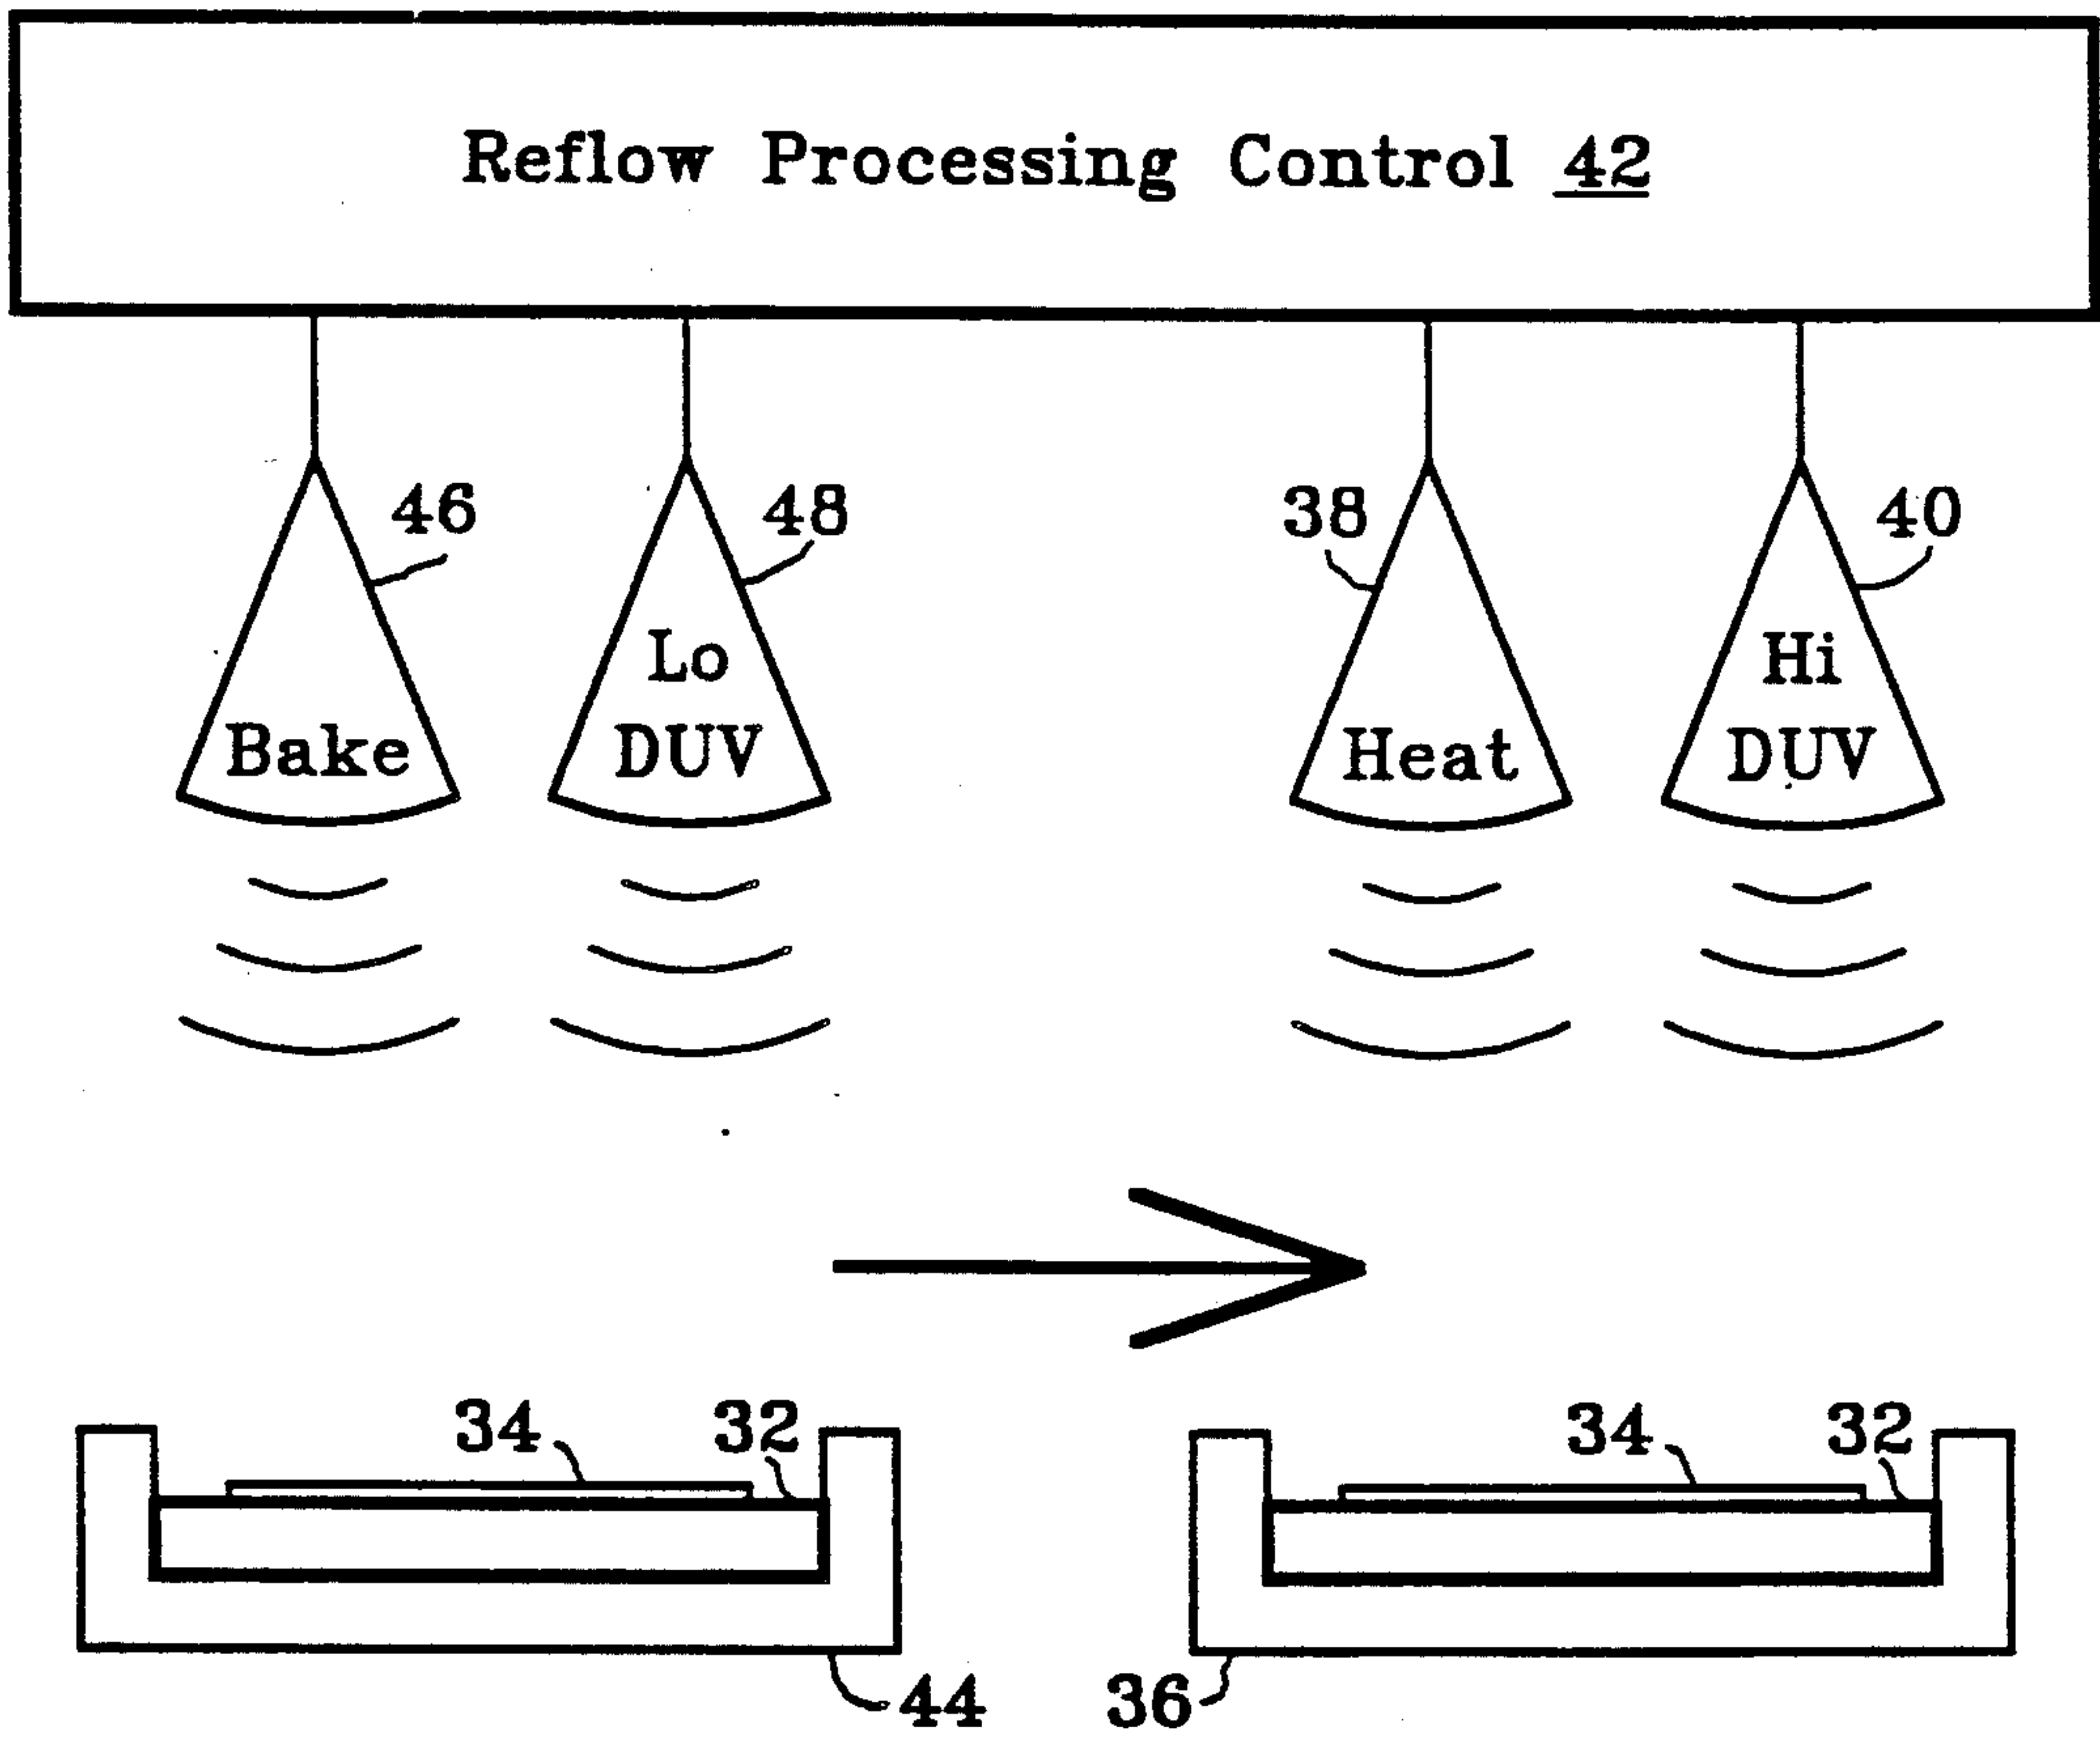 Reflow Processing Control 42
46
48
38
40
Lo
DUV
Hi
DUV
Bake
Heat
34
32
34
32
44
36